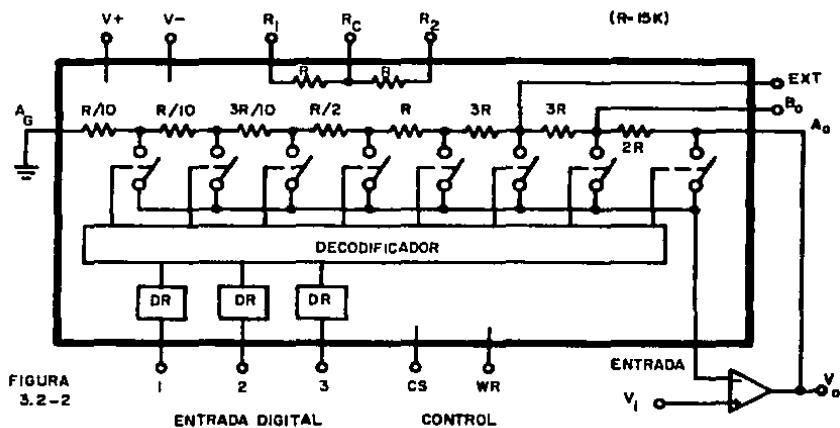 V+ V- R1 RC R2 (R=15K)
R R
EXT
B0
AG R/10 R/10 3R/10 R/2 R 3R 3R 2R A0
DECODIFICADOR
DR DR DR
ENTRADA
1 2 3 CS WR
- +
V1 V0
FIGURA
3.2-2
ENTRADA DIGITAL CONTROL